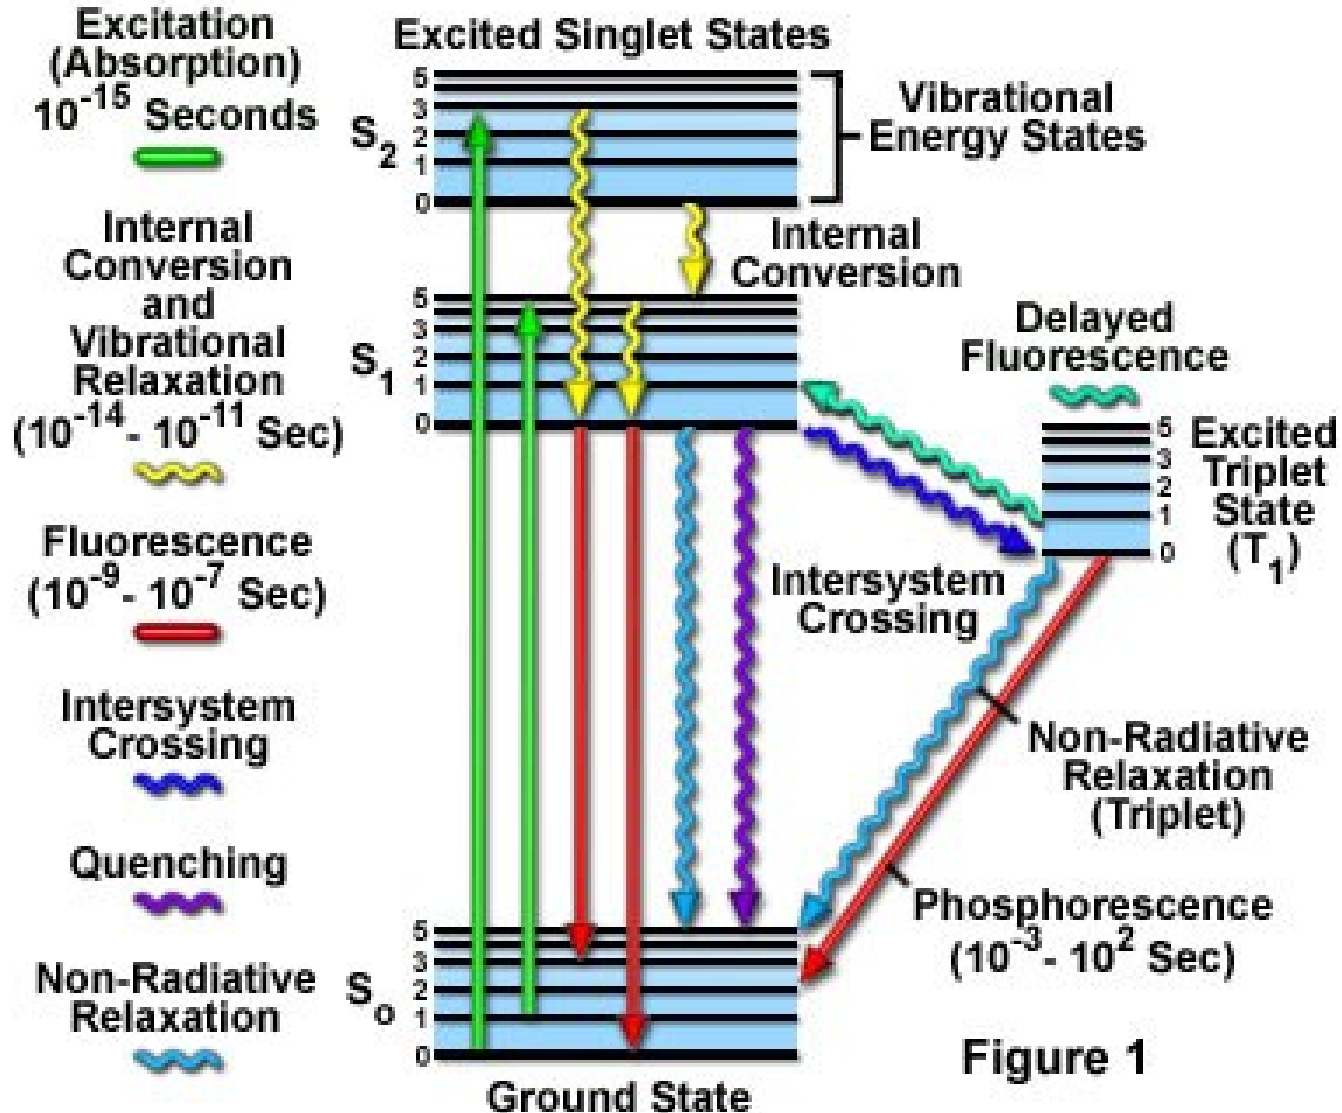 Excitation
(Absorption)
10⁻¹⁵ Seconds
Internal
Conversion
and
Vibrational
Relaxation
(10⁻¹⁴ - 10⁻¹¹ Sec)
Fluorescence
(10⁻⁹ - 10⁻⁷ Sec)
Intersystem
Crossing
Quenching
Non-Radiative
Relaxation
Excited Singlet States
S₂
5
3
2
1
0
Vibrational
Energy States
Internal
Conversion
S₁
5
3
2
1
0
Delayed
Fluorescence
5
3
2
1
0
Excited
Triplet
State
(T₁)
Intersystem
Crossing
Non-Radiative
Relaxation
(Triplet)
Phosphorescence
(10⁻³ - 10² Sec)
S₀
5
3
2
1
0
Ground State
Figure 1